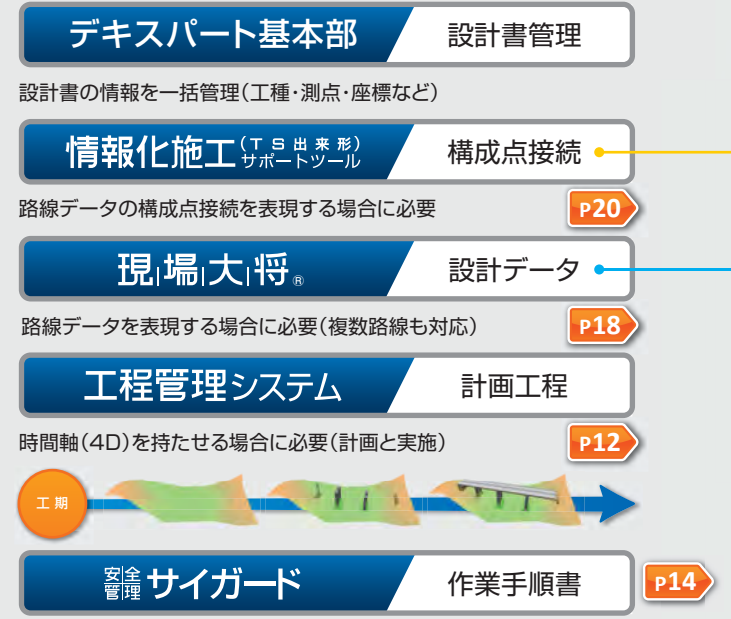 デキスパート基本部 設計書管理
設計書の情報を一括管理(工種・測点・座標など)
情報化施工(TS出来形)サポートツール 構成点接続
路線データの構成点接続を表現する場合に必要 P20
現場大将® 設計データ
路線データを表現する場合に必要(複数路線も対応) P18
工程管理システム 計画工程
時間軸(4D)を持たせる場合に必要(計画と実施) P12
工期
安全管理サイガード 作業手順書 P14